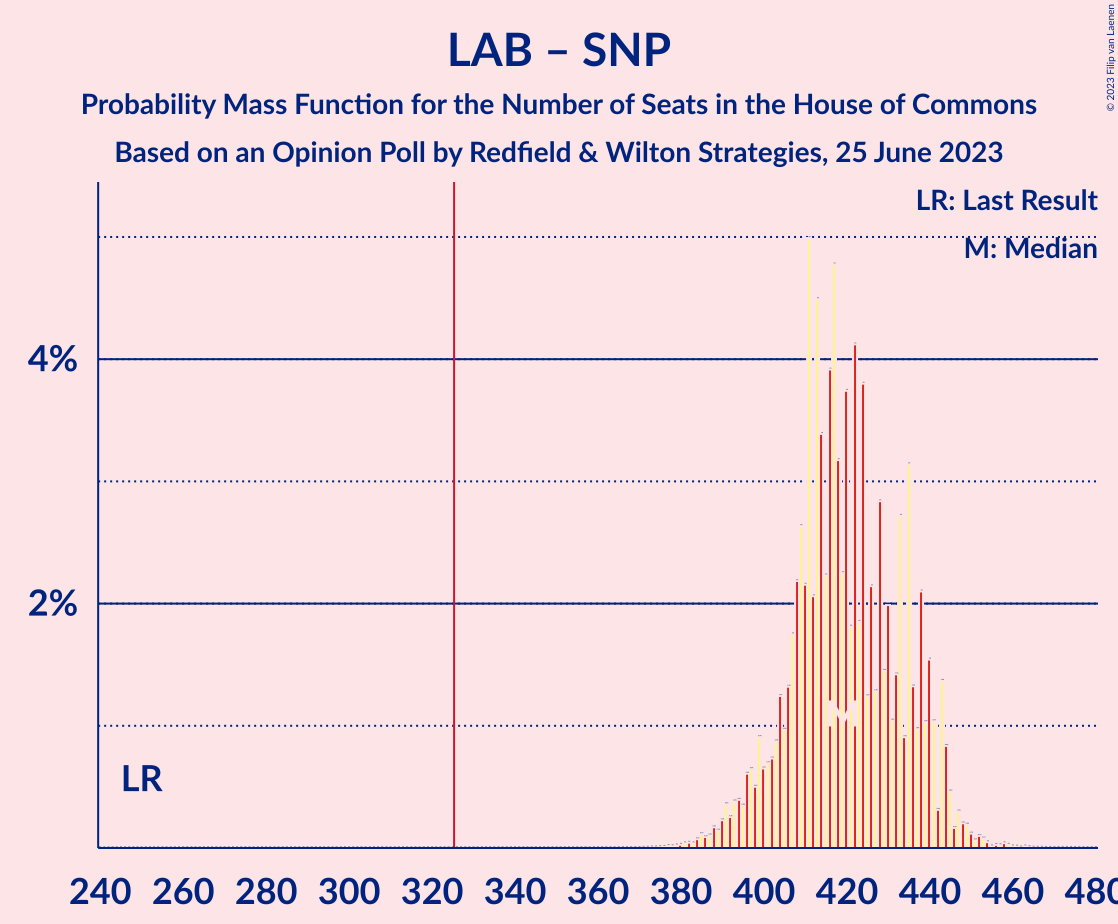 LAB – SNP
Probability Mass Function for the Number of Seats in the House of Commons
Based on an Opinion Poll by Redfield & Wilton Strategies, 25 June 2023
© 2023 Filip van Laenen
LR: Last Result
M: Median
4%
2%
M
LR
240 260 280 300 320 340 360 380 400 420 440 460 480